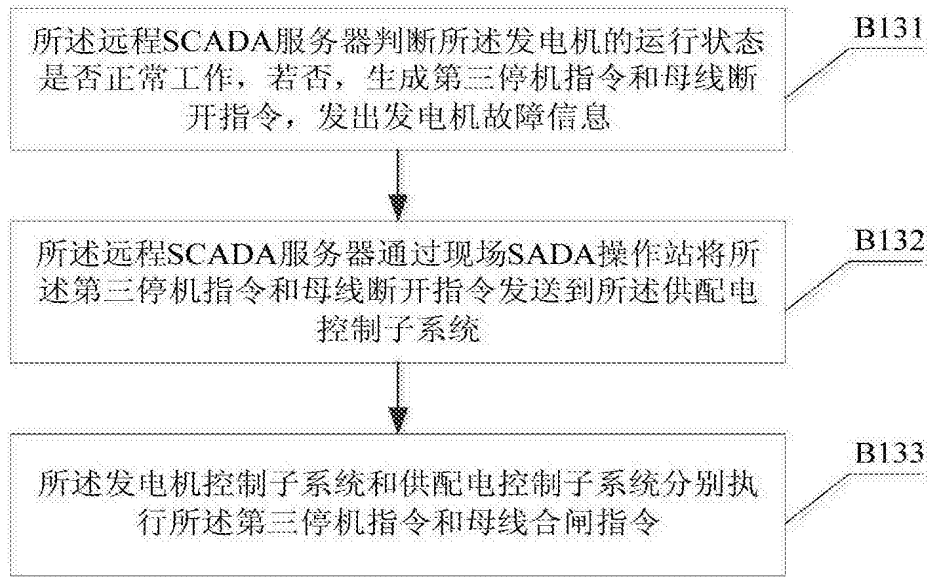 所述远程SCADA服务器判断所述发电机的运行状态
是否正常工作，若否，生成第三停机指令和母线断
开指令，发出发电机故障信息
B131
所述远程SCADA服务器通过现场SADA操作站将所
述第三停机指令和母线断开指令发送到所述供配电
控制子系统
B132
所述发电机控制子系统和供配电控制子系统分别执
行所述第三停机指令和母线合闸指令
B133